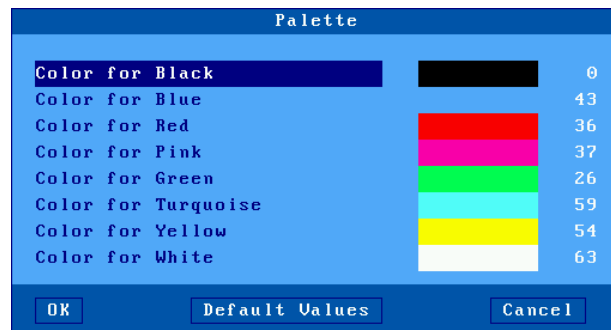 Palette
Color for Black 0
Color for Blue 43
Color for Red 36
Color for Pink 37
Color for Green 26
Color for Turquoise 59
Color for Yellow 54
Color for White 63
OK Default Values Cancel